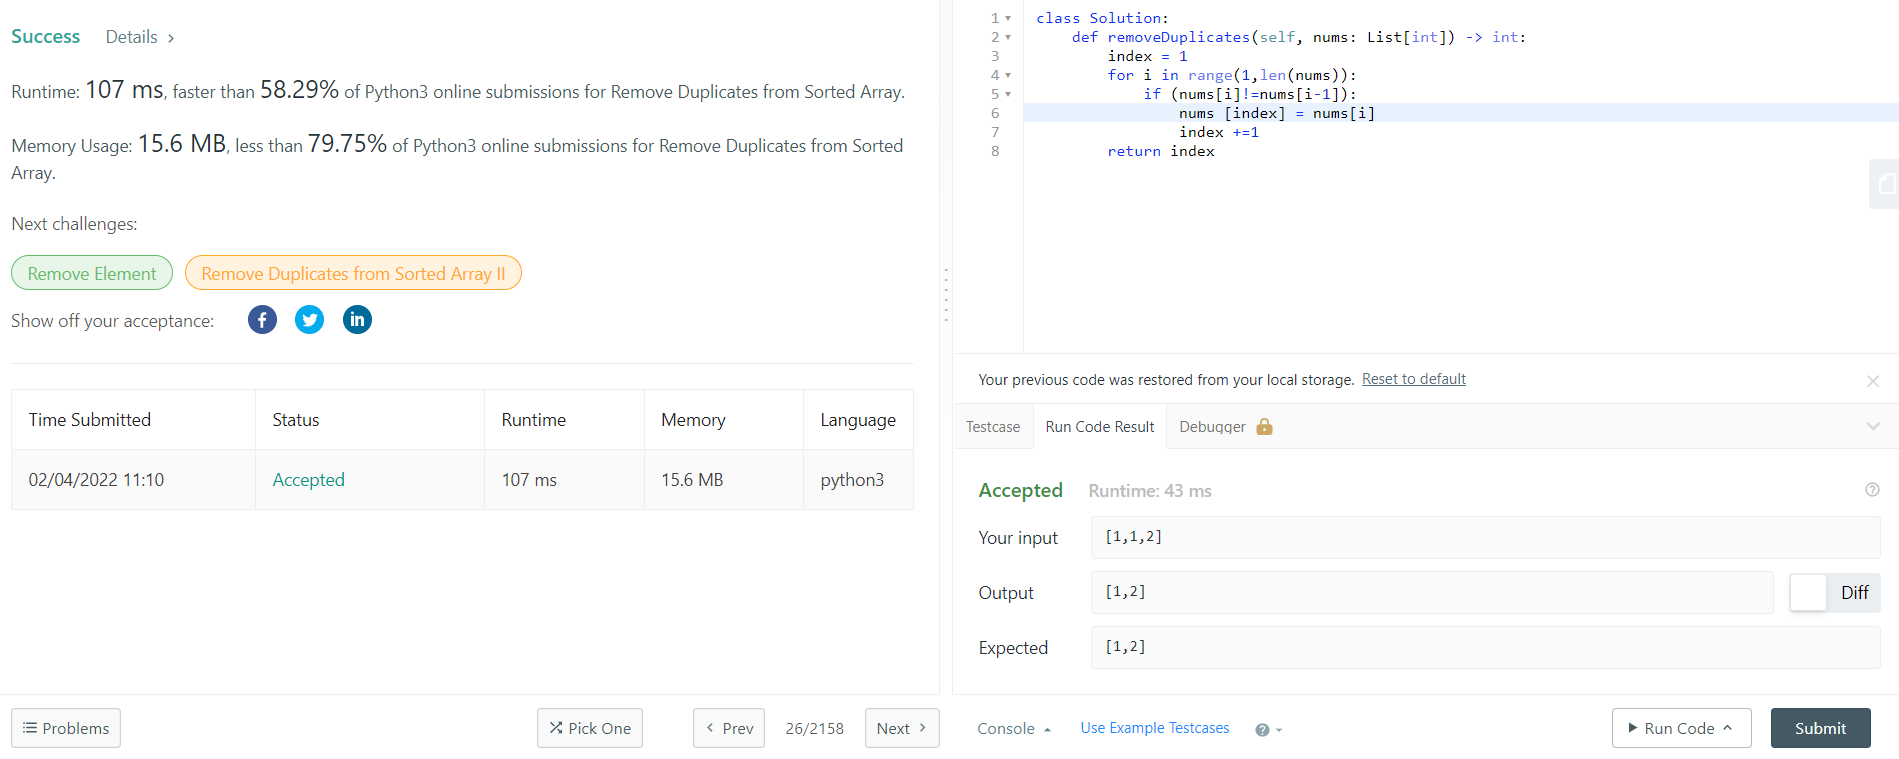 Success Details >
Runtime: 107 ms, faster than 58.29% of Python3 online submissions for Remove Duplicates from Sorted Array.
Memory Usage: 15.6 MB, less than 79.75% of Python3 online submissions for Remove Duplicates from Sorted
Array.
Next challenges:
Remove Element Remove Duplicates from Sorted Array II
Show off your acceptance: f in
Time Submitted Status Runtime Memory Language
02/04/2022 11:10 Accepted 107 ms 15.6 MB python3
Problems Pick One < Prev 26/2158 Next >
1 class Solution:
2     def removeDuplicates(self, nums: List[int]) -> int:
3         index = 1
4         for i in range(1,len(nums)):
5             if (nums[i]!=nums[i-1]):
6                 nums [index] = nums[i]
7                 index +=1
8         return index
Your previous code was restored from your local storage. Reset to default
Testcase Run Code Result Debugger
Accepted Runtime: 43 ms
Your input [1,1,2]
Output [1,2] Diff
Expected [1,2]
Console Use Example Testcases Run Code Submit